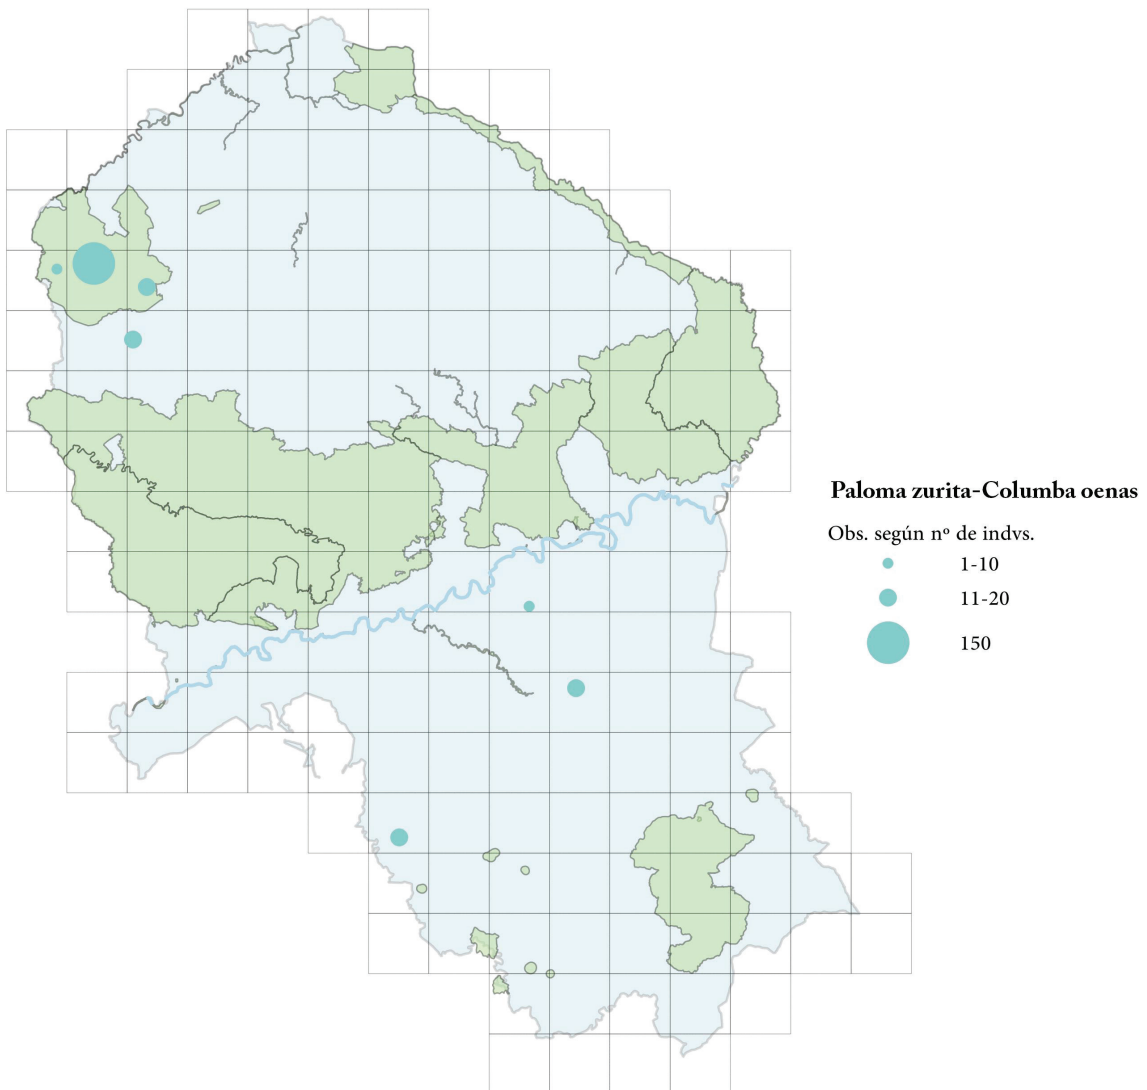 Paloma zurita-Columba oenas
Obs. según nº de indvs.
1-10
11-20
150